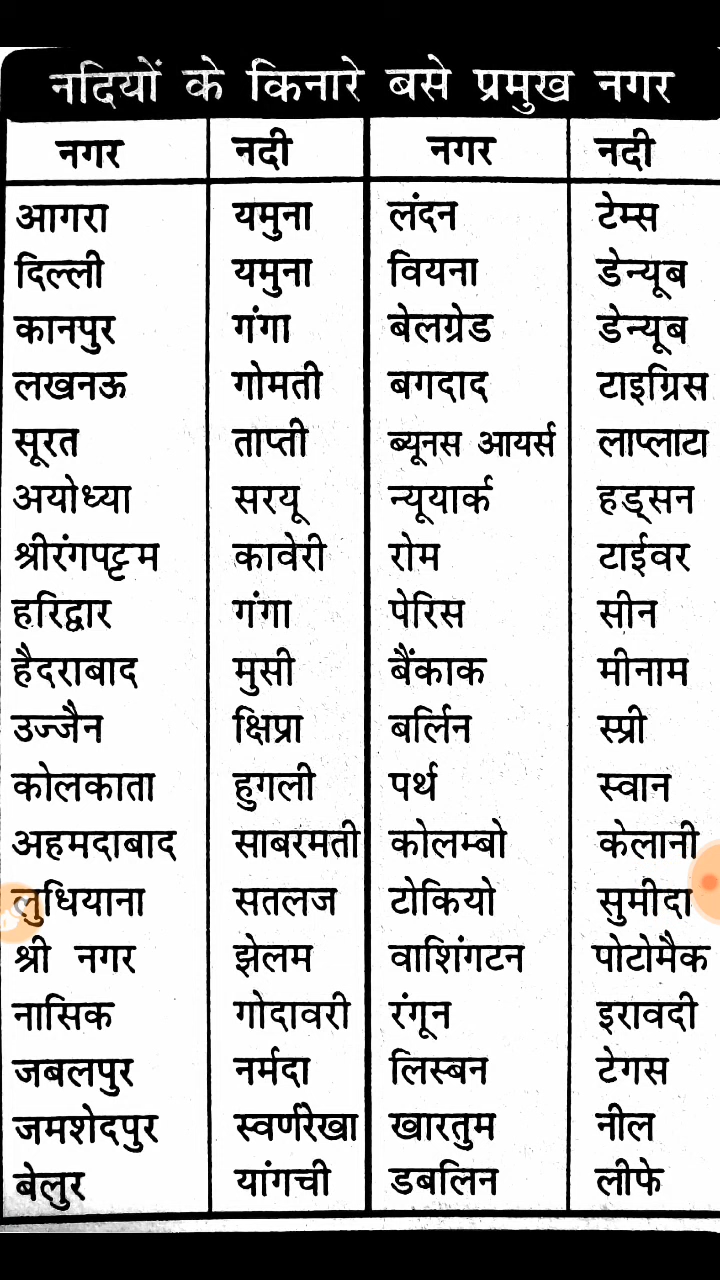 नदियों के किनारे बसे प्रमुख नगर
नगर नदी नगर नदी
आगरा यमुना लंदन टेम्स
दिल्ली यमुना वियना डेन्यूब
कानपुर गंगा बेलग्रेड डेन्यूब
लखनऊ गोमती बगदाद टाइग्रिस
सूरत ताप्ती ब्यूनस आयर्स लाप्लाटा
अयोध्या सरयू न्यूयार्क हड्सन
श्रीरंगपट्टम कावेरी रोम टाईवर
हरिद्वार गंगा पेरिस सीन
हैदराबाद मुसी बैंकाक मीनाम
उज्जैन क्षिप्रा बर्लिन स्प्री
कोलकाता हुगली पर्थ स्वान
अहमदाबाद साबरमती कोलम्बो केलानी
लुधियाना सतलज टोकियो सुमीदा
श्री नगर झेलम वाशिंगटन पोटोमैक
नासिक गोदावरी रंगून इरावदी
जबलपुर नर्मदा लिस्बन टेगस
जमशेदपुर स्वर्णरेखा खारतुम नील
बेलुर यांगची डबलिन लीफे